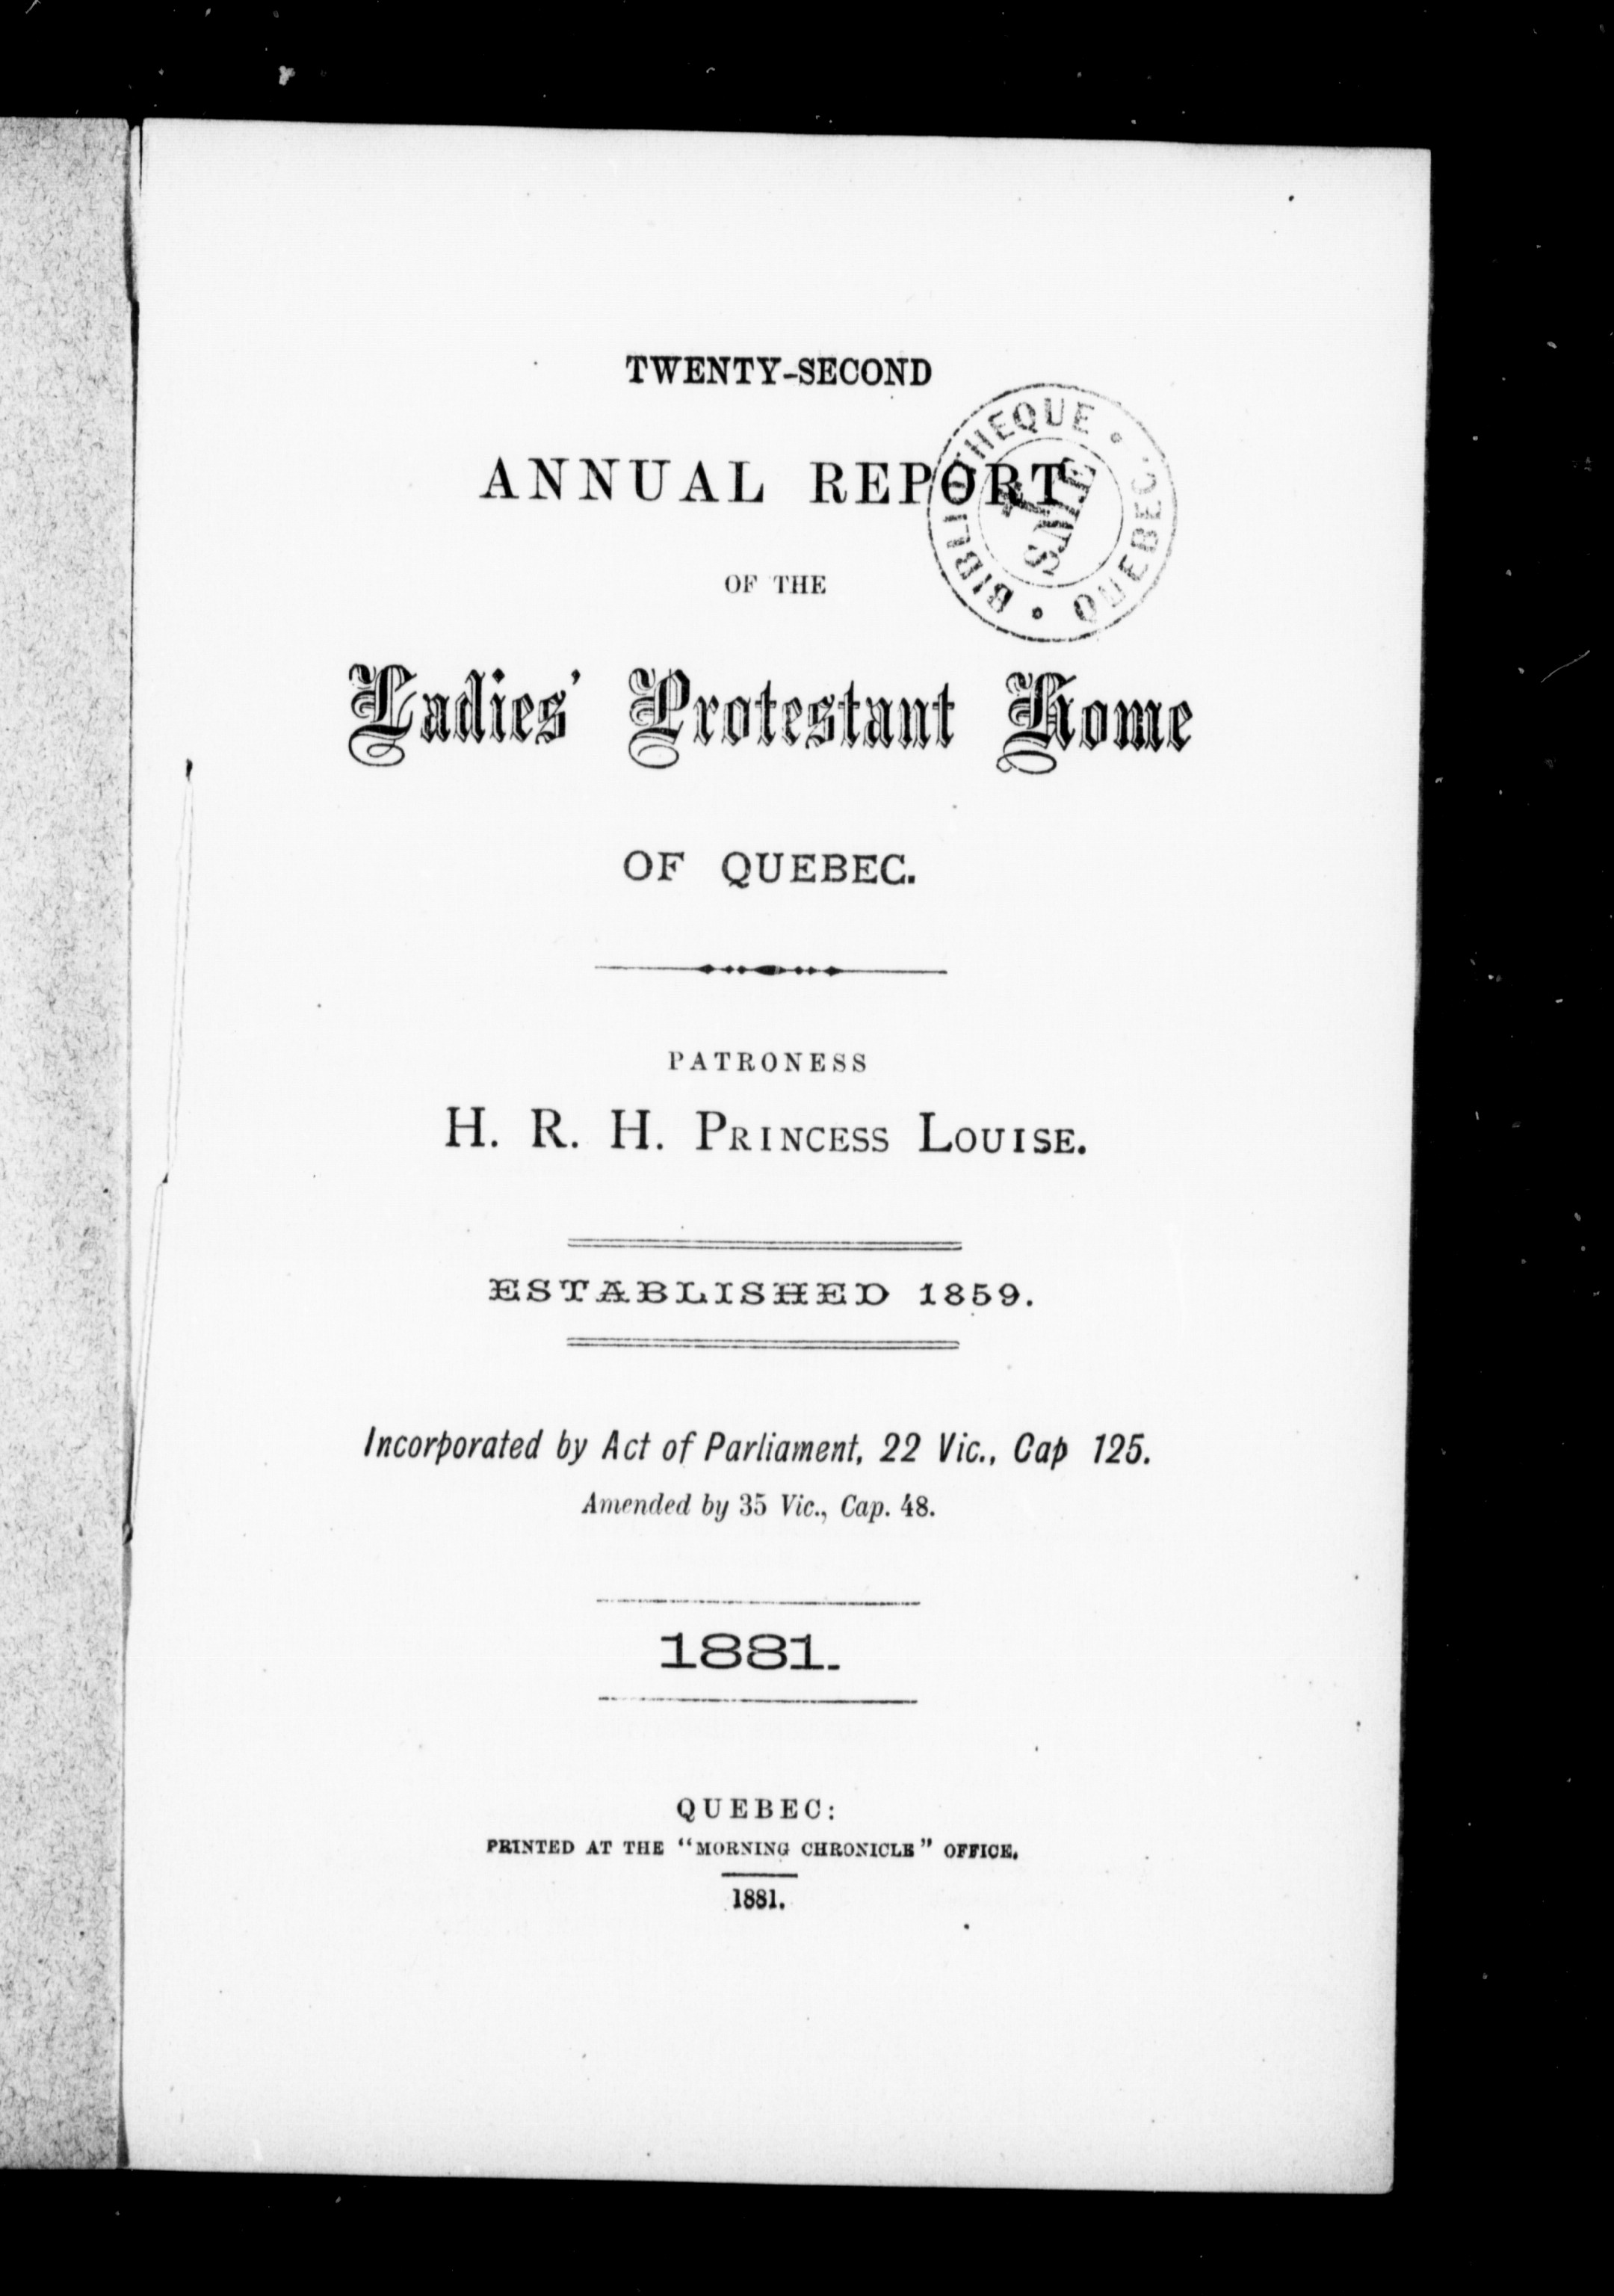 TWENTY-SECOND
ANNUAL REPORT
OF THE
Ladies' Protestant Home
OF QUEBEC.
PATRONESS
H. R. H. PRINCESS LOUISE.
ESTABLISHED 1859.
Incorporated by Act of Parliament, 22 Vic., Cap 125.
Amended by 35 Vic., Cap. 48.
1881.
QUEBEC:
PRINTED AT THE "MORNING CHRONICLE" OFFICE.
1881.
BIBLIOTHEQUE
QUEBEC